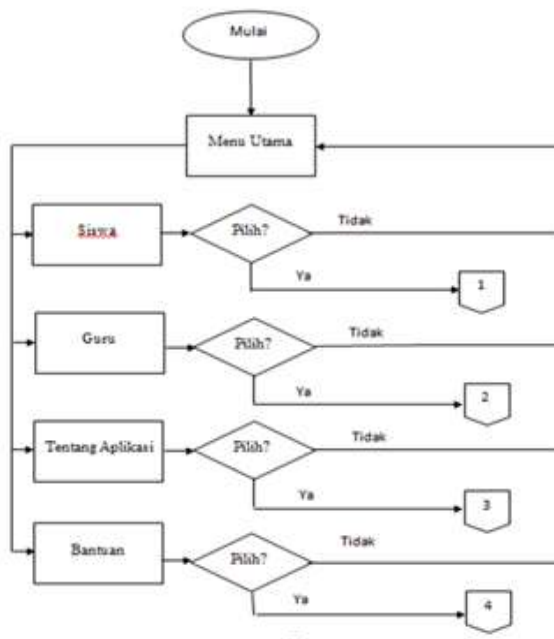 Mulai
Menu Utama
Siswa
Pilih?
Tidak
Ya
1
Guru
Pilih?
Tidak
Ya
2
Tentang Aplikasi
Pilih?
Tidak
Ya
3
Bantuan
Pilih?
Tidak
Ya
4